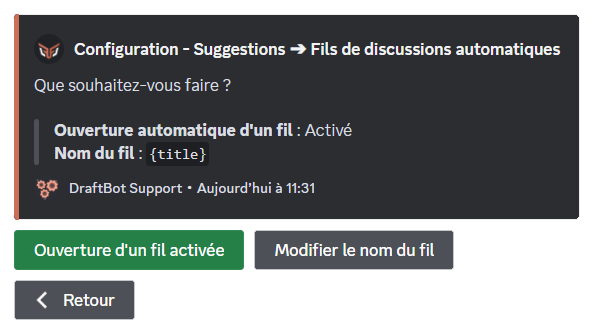 Configuration - Suggestions ➔ Fils de discussions automatiques
Que souhaitez-vous faire ?
Ouverture automatique d'un fil : Activé
Nom du fil : {title}
DraftBot Support • Aujourd'hui à 11:31
Ouverture d'un fil activée
Modifier le nom du fil
Retour